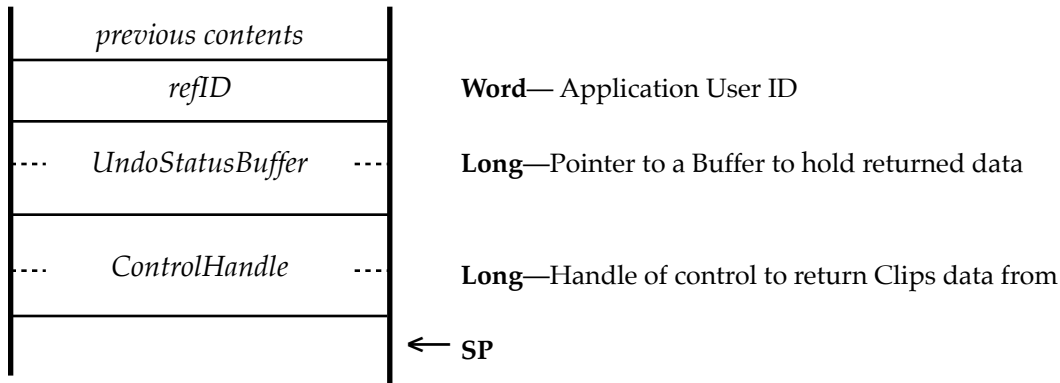 previous contents
refID
Word— Application User ID
UndoStatusBuffer
Long—Pointer to a Buffer to hold returned data
ControlHandle
Long—Handle of control to return Clips data from
SP